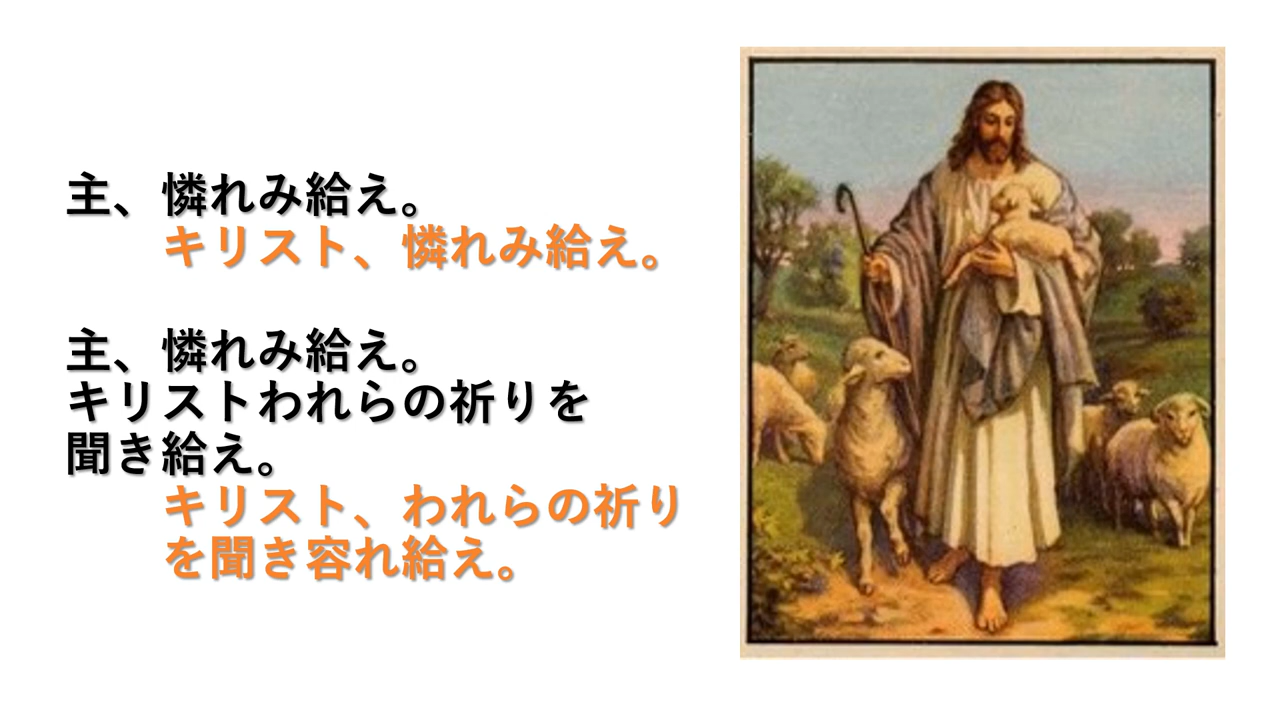 主、憐れみ給え。
キリスト、憐れみ給え。
主、憐れみ給え。
キリストわれらの祈りを
聞き給え。
キリスト、われらの祈り
を聞き容れ給え。